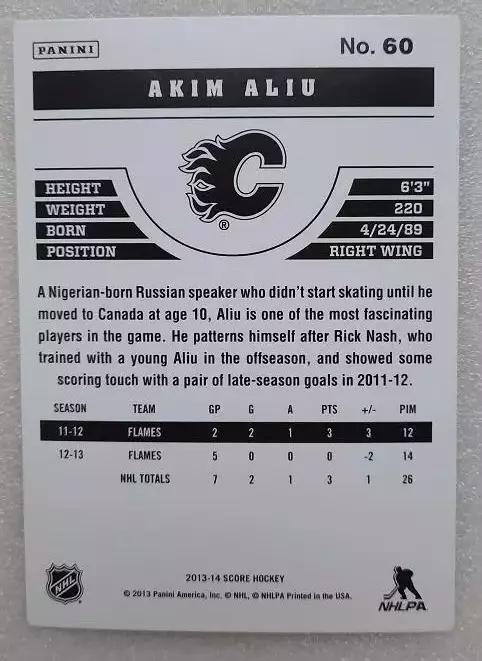 PANINI
No. 60
AKIM ALIU
C
®
HEIGHT 6'3"
WEIGHT 220
BORN 4/24/89
POSITION RIGHT WING
A Nigerian-born Russian speaker who didn't start skating until he
moved to Canada at age 10, Aliu is one of the most fascinating
players in the game. He patterns himself after Rick Nash, who
trained with a young Aliu in the offseason, and showed some
scoring touch with a pair of late-season goals in 2011-12.
SEASON TEAM GP G A PTS +/- PIM
11-12 FLAMES 2 2 1 3 3 12
12-13 FLAMES 5 0 0 0 -2 14
NHL TOTALS 7 2 1 3 1 26
NHL
2013-14 SCORE HOCKEY
© 2013 Panini America, Inc. © NHL, © NHLPA Printed in the USA.
NHLPA